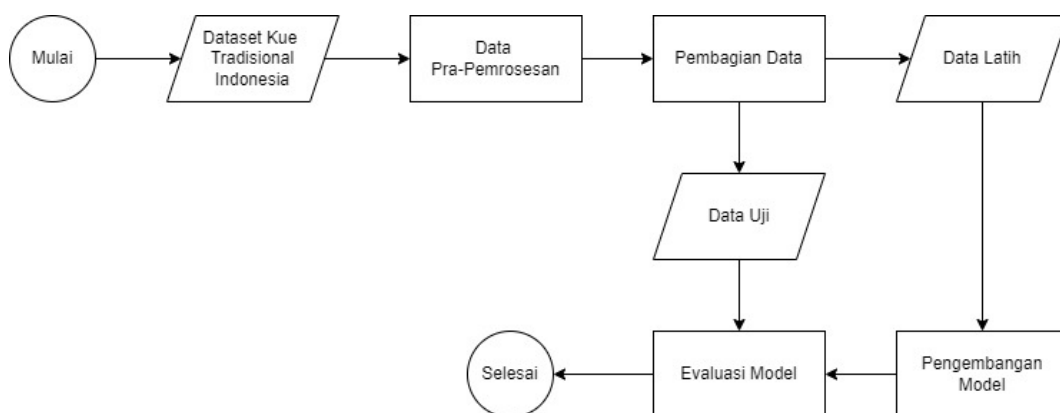 Mulai
Dataset Kue
Tradisional
Indonesia
Data
Pra-Pemrosesan
Pembagian Data
Data Latih
Data Uji
Selesai
Evaluasi Model
Pengembangan
Model